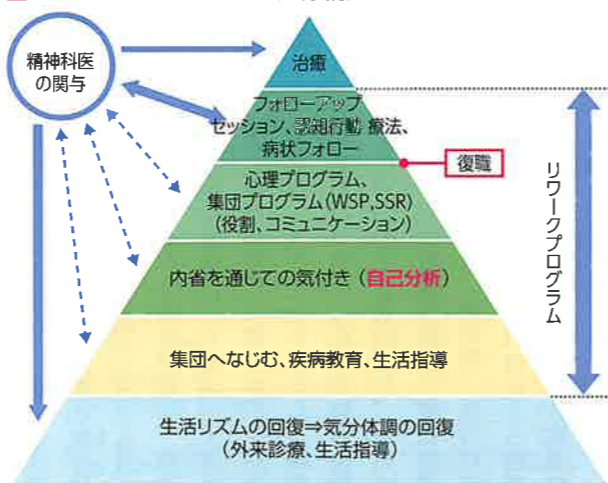 精神科医
の関与
治癒
フォローアップ
セッション、認知行動 療法、
病状フォロー
復職
心理プログラム、
集団プログラム(WSP,SSR)
(役割、コミュニケーション)
内省を通じての気付き（自己分析）
集団へなじむ、疾病教育、生活指導
生活リズムの回復⇒気分体調の回復
(外来診療、生活指導)
リワークプログラム